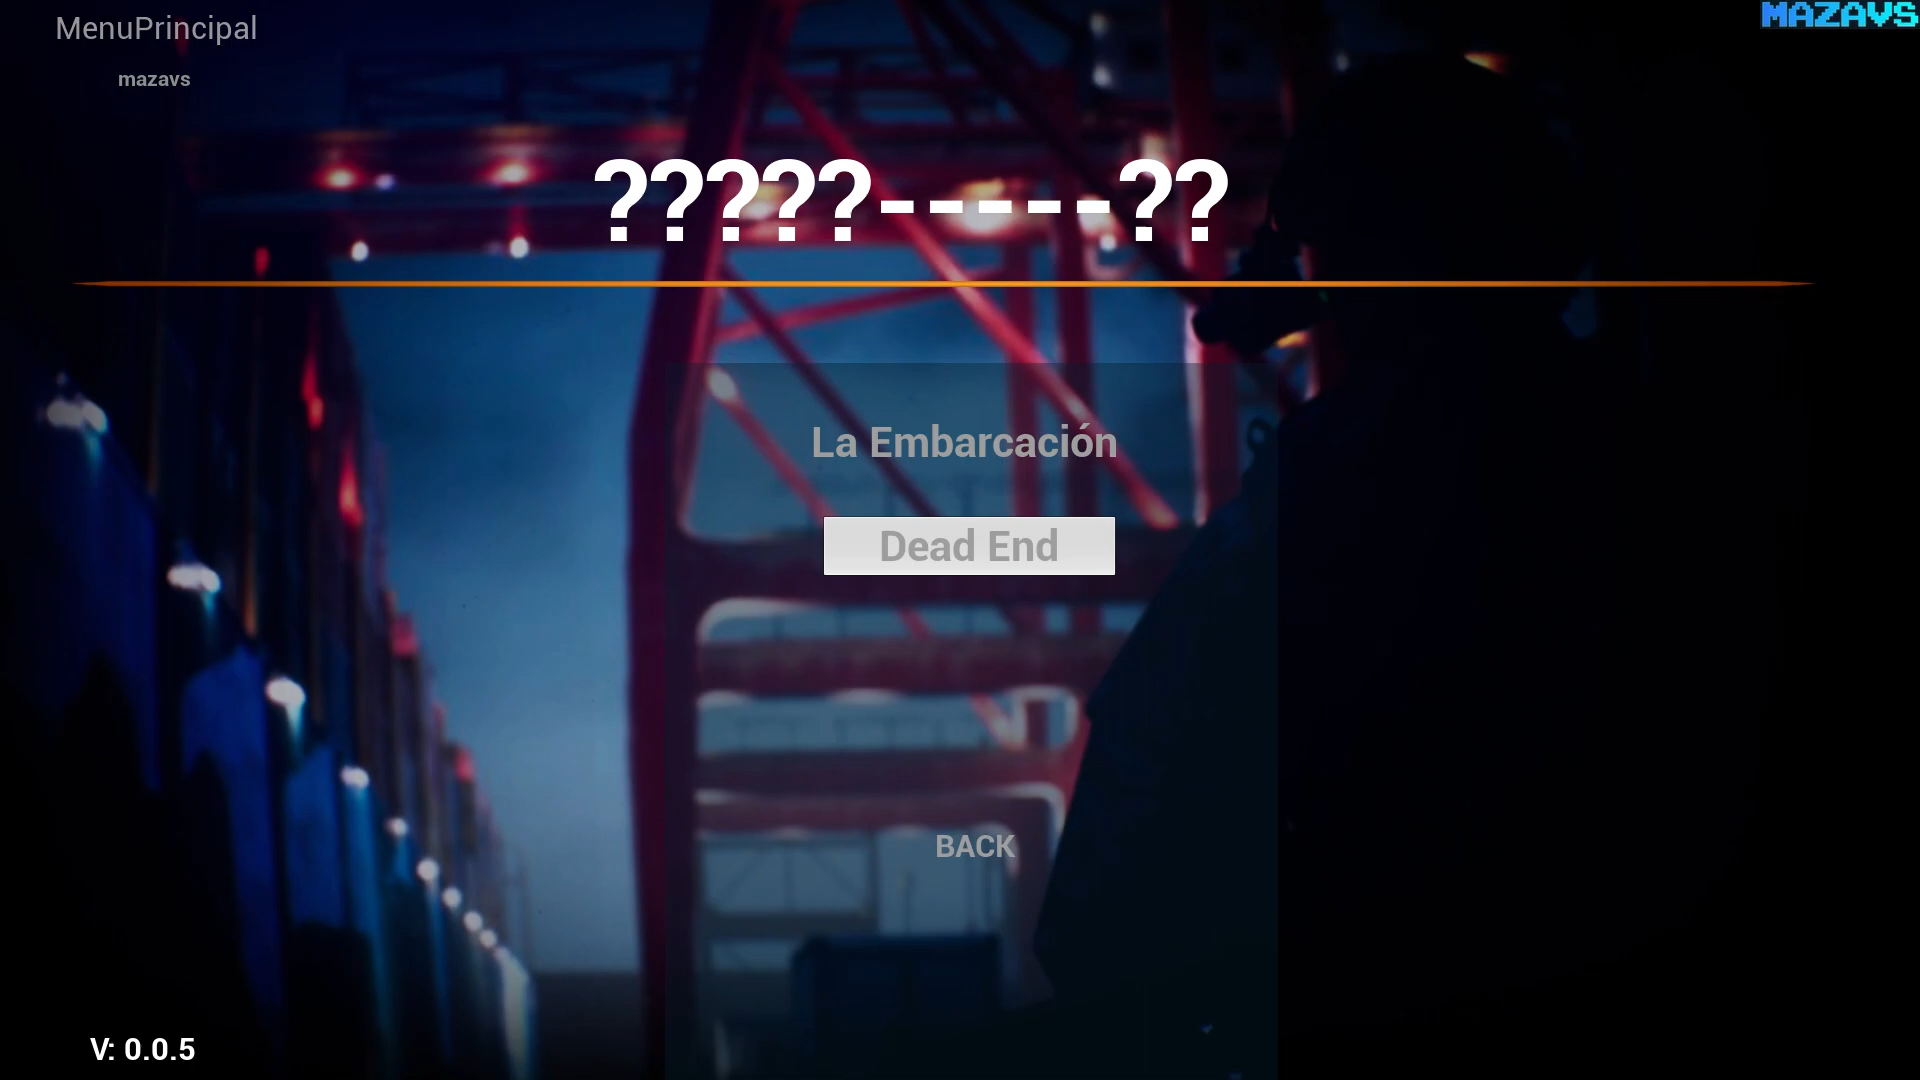 MenuPrincipal
MAZAVS
mazavs
?????-----??
La Embarcación
Dead End
BACK
V: 0.0.5